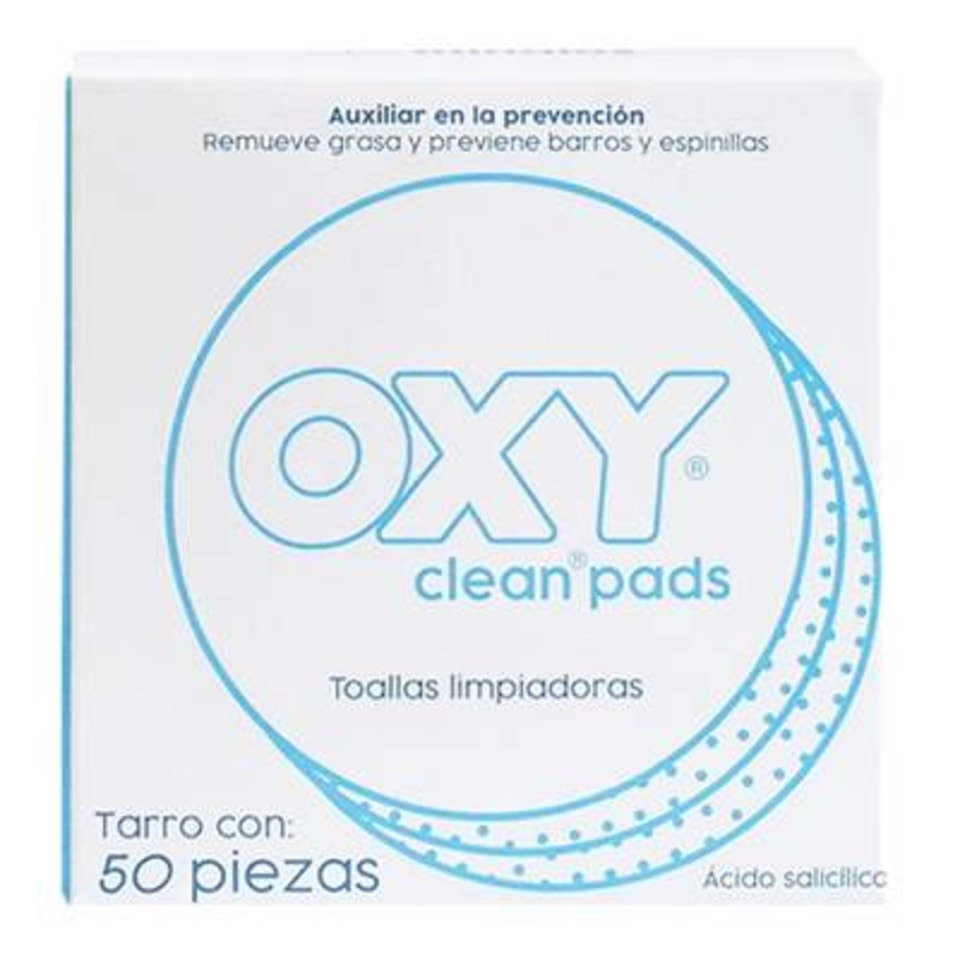 Auxiliar en la prevención
Remueve grasa y previene barros y espinillas
OXY®
clean® pads
Toallas limpiadoras
Tarro con:
50 piezas
Ácido salicílico